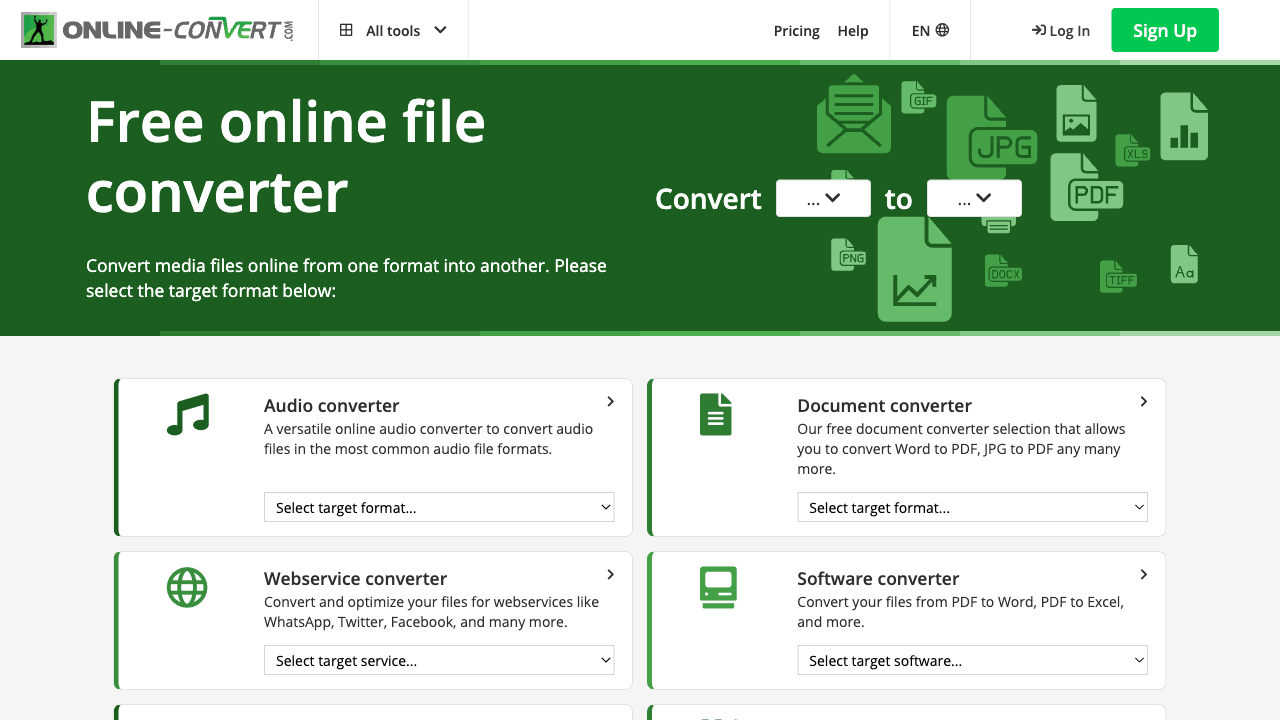 ONLINE-CONVERT.COM
All tools
Pricing
Help
EN
Log In
Sign Up
Free online file
converter
Convert media files online from one format into another. Please
select the target format below:
Convert ... to ...
GIF
JPG
XLS
PDF
PNG
DOCX
TIFF
Aa
Audio converter
A versatile online audio converter to convert audio
files in the most common audio file formats.
Select target format...
Document converter
Our free document converter selection that allows
you to convert Word to PDF, JPG to PDF any many
more.
Select target format...
Webservice converter
Convert and optimize your files for webservices like
WhatsApp, Twitter, Facebook, and many more.
Select target service...
Software converter
Convert your files from PDF to Word, PDF to Excel,
and more.
Select target software...